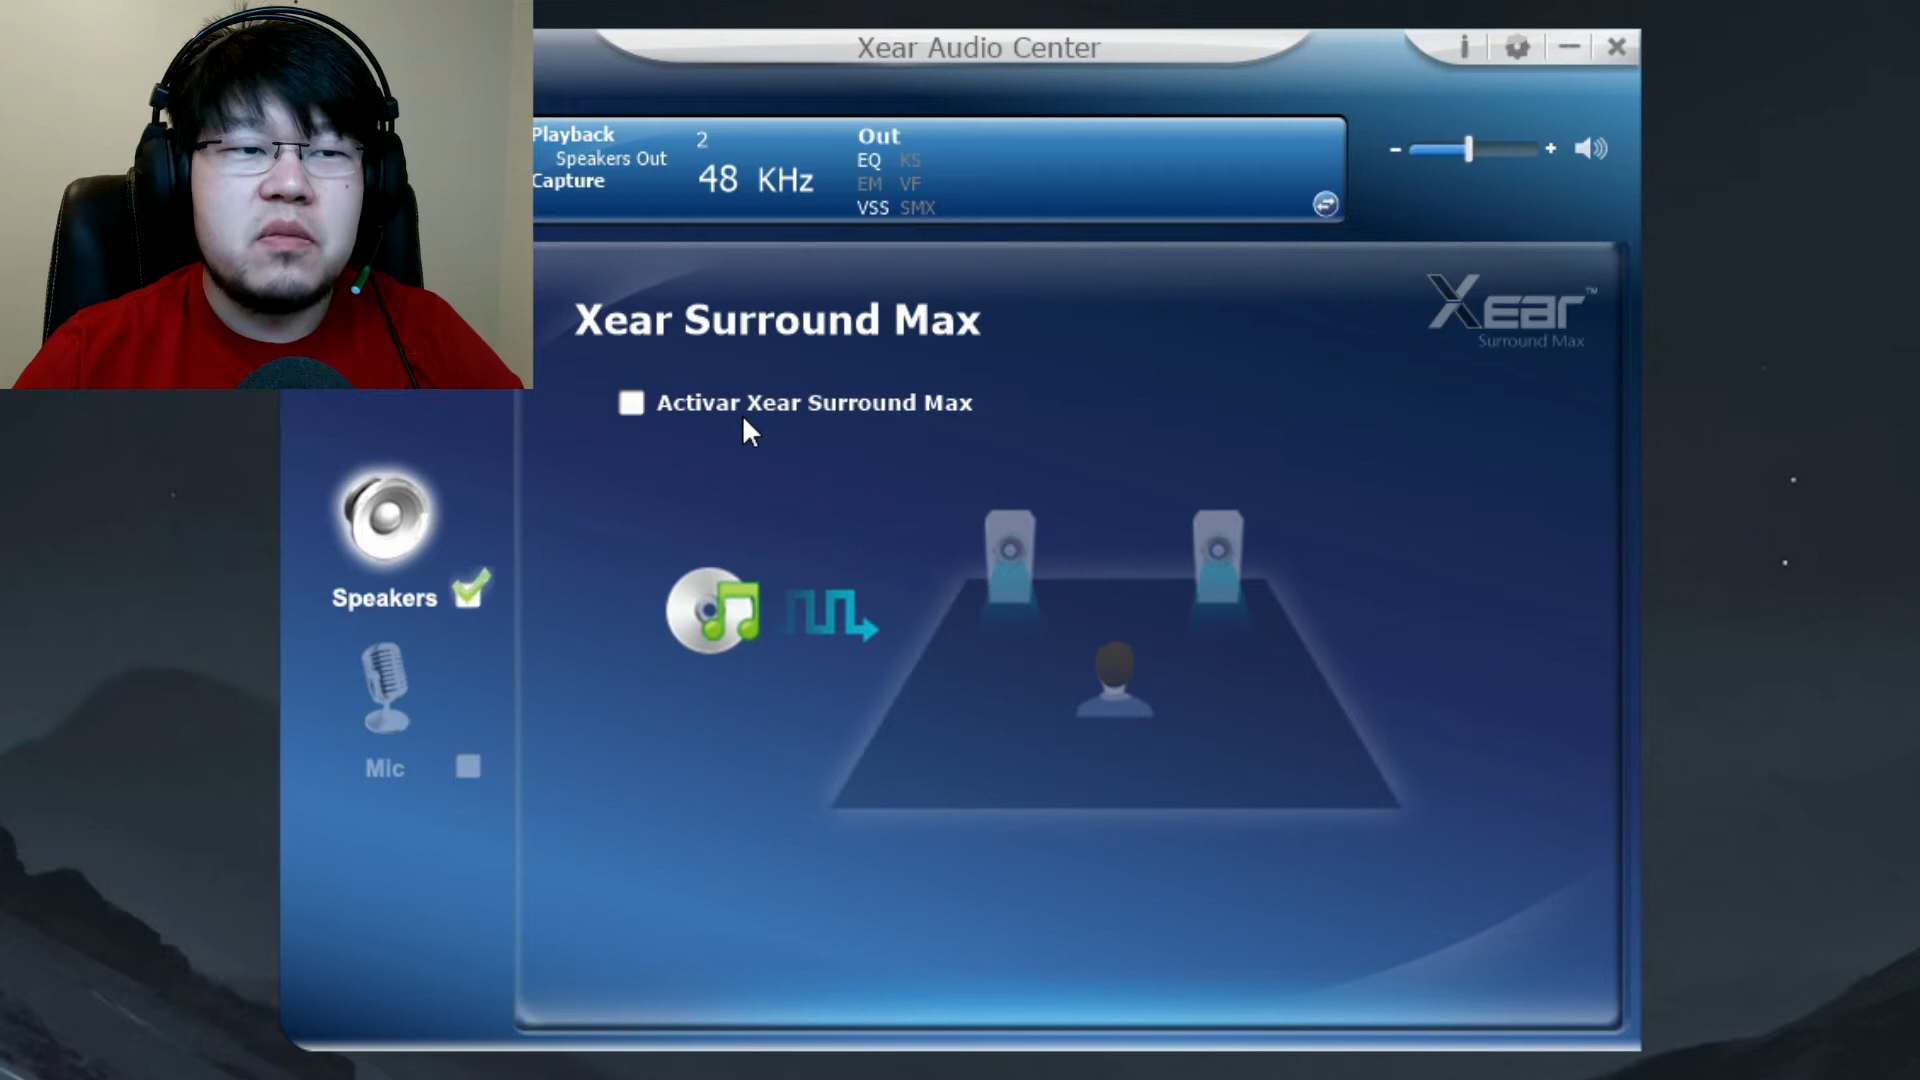 Xear Audio Center
Playback
2
Out
Speakers Out
EQ KS
Capture
48 KHz
EM VF
VSS SMX
Xear Surround Max
Xear™
Surround Max
Activar Xear Surround Max
Speakers
Mic